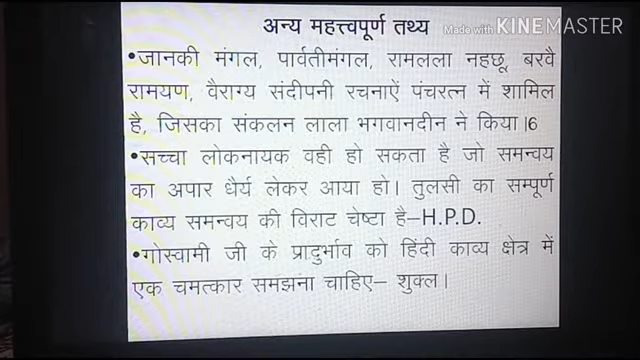 अन्य महत्त्वपूर्ण तथ्य
Made with KINEMASTER
•जानकी मंगल, पार्वतीमंगल, रामलला नहछू, बरवै
रामयण, वैराग्य संदीपनी रचनाऐं पंचरत्न में शामिल
है, जिसका संकलन लाला भगवानदीन ने किया।6
•सच्चा लोकनायक वही हो सकता है जो समन्वय
का अपार धैर्य लेकर आया हो। तुलसी का सम्पूर्ण
काव्य समन्वय की विराट चेष्टा है–H.P.D.
•गोस्वामी जी के प्रादुर्भाव को हिंदी काव्य क्षेत्र में
एक चमत्कार समझना चाहिए– शुक्ल।